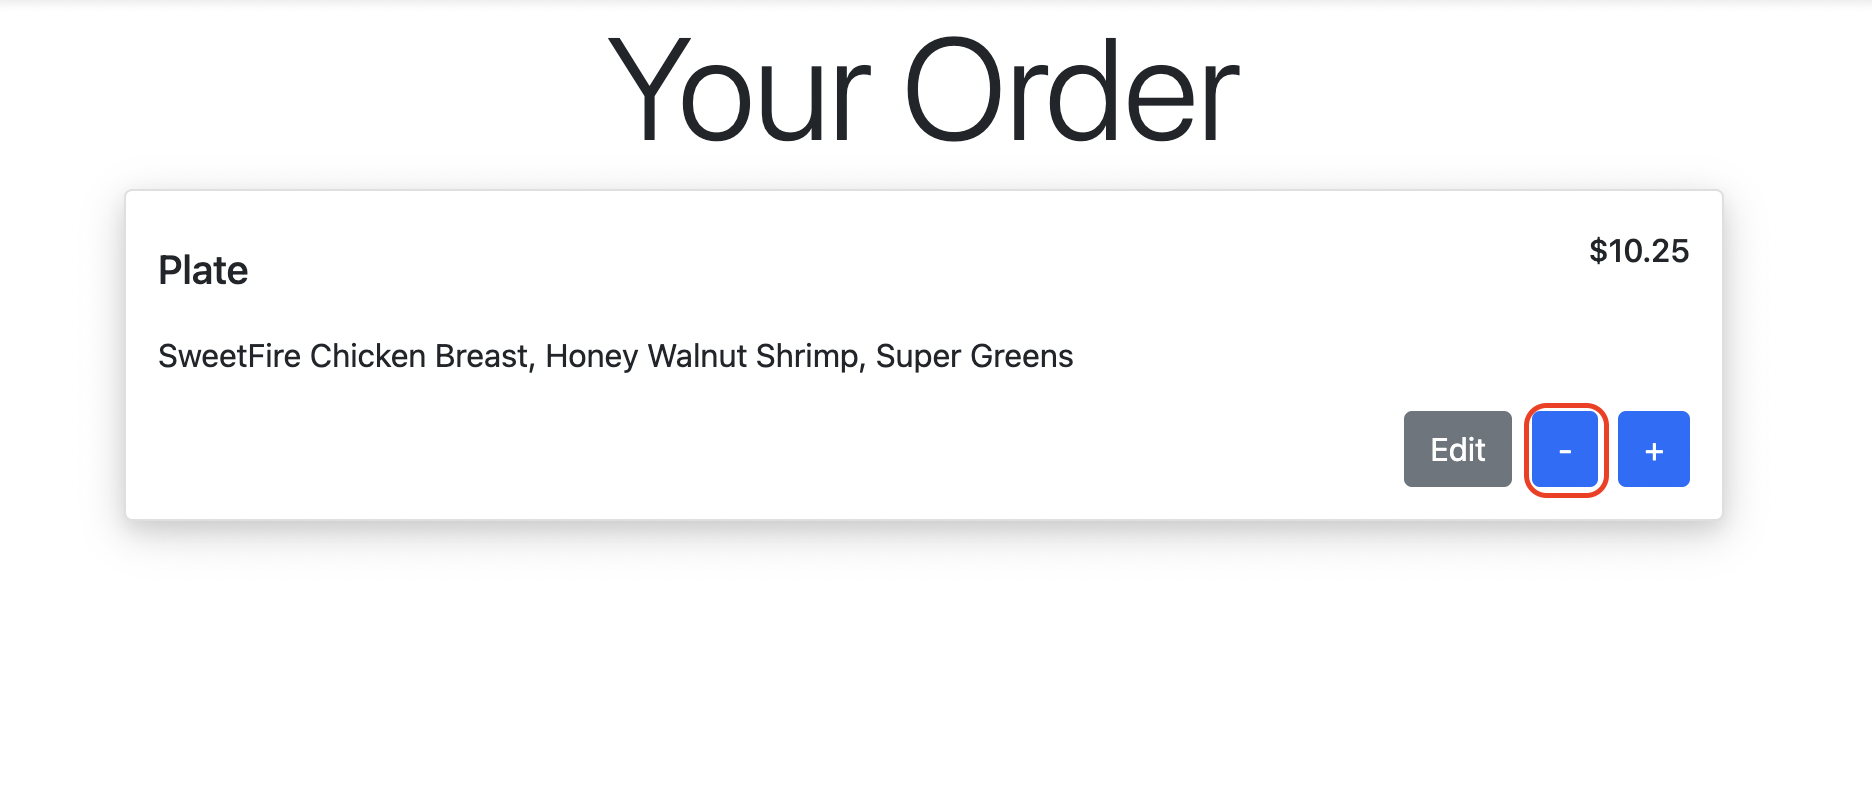 Your Order
Plate
$10.25
SweetFire Chicken Breast, Honey Walnut Shrimp, Super Greens
Edit
-
+